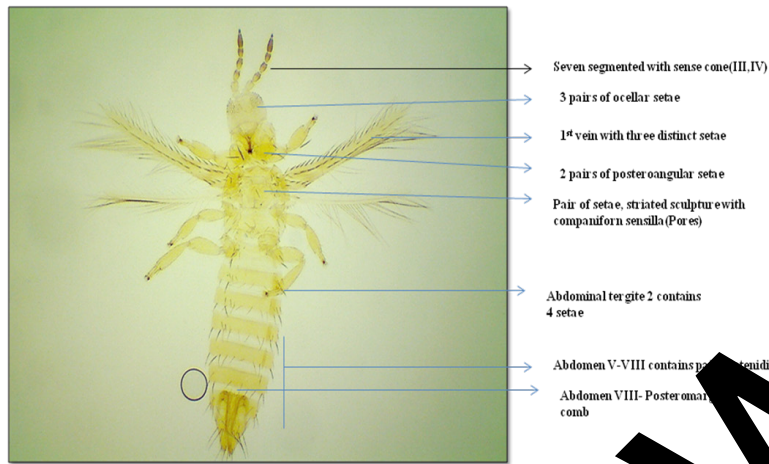 Seven segmented with sense cone(III,IV)
3 pairs of ocellar setae
1st vein with three distinct setae
2 pairs of posteroangular setae
Pair of setae, striated sculpture with
companiforn sensilla(Pores)
Abdominal tergite 2 contains
4 setae
Abdomen V-VIII contains
Abdomen VIII- 
comb